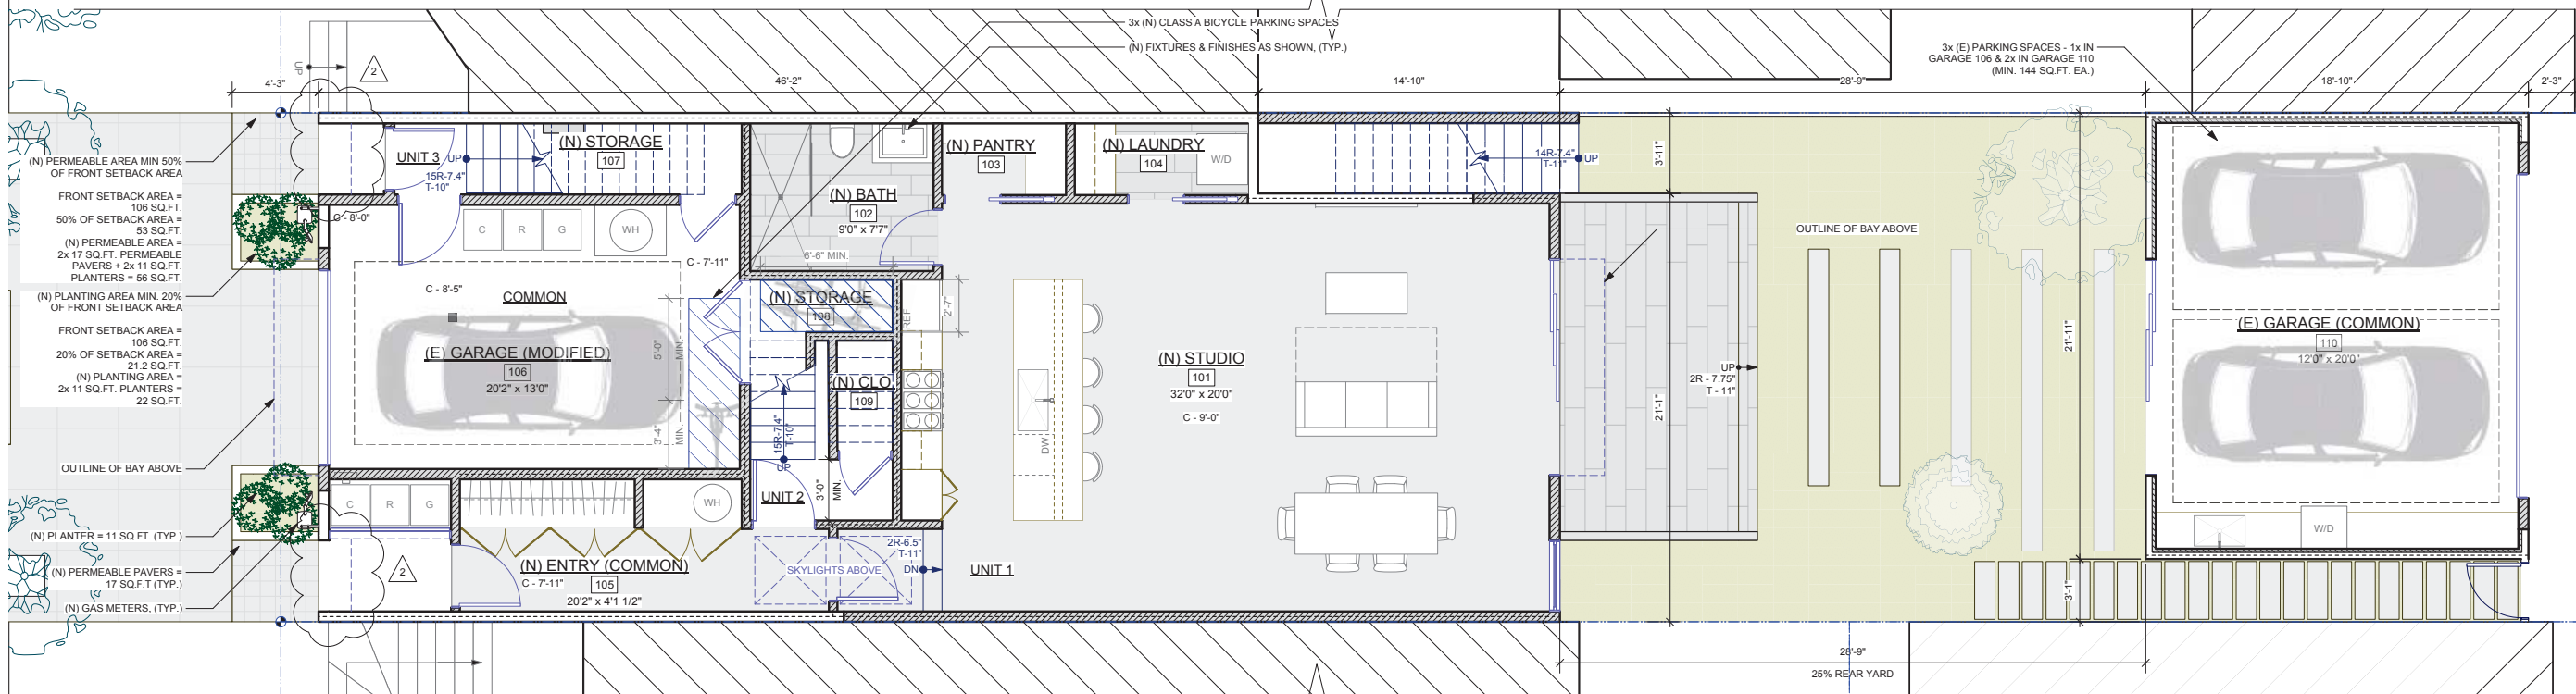 3x (N) CLASS A BICYCLE PARKING SPACES
(N) FIXTURES & FINISHES AS SHOWN, (TYP.)
3x (E) PARKING SPACES - 1x IN
GARAGE 106 & 2x IN GARAGE 110
(MIN. 144 SQ.FT. EA.)
UP
2
4'-3"
46'-2"
14'-10"
28'-9"
18'-10"
2'-3"
(N) PERMEABLE AREA MIN 50%
OF FRONT SETBACK AREA
FRONT SETBACK AREA =
106 SQ.FT.
50% OF SETBACK AREA =
53 SQ.FT.
(N) PERMEABLE AREA =
2x 17 SQ.FT. PERMEABLE
PAVERS + 2x 11 SQ.FT.
PLANTERS = 56 SQ.FT.
(N) PLANTING AREA MIN. 20%
OF FRONT SETBACK AREA
FRONT SETBACK AREA =
106 SQ.FT.
20% OF SETBACK AREA =
21.2 SQ.FT.
(N) PLANTING AREA =
2x 11 SQ.FT. PLANTERS =
22 SQ.FT.
OUTLINE OF BAY ABOVE
(N) PLANTER = 11 SQ.FT. (TYP.)
(N) PERMEABLE PAVERS =
17 SQ.F.T (TYP.)
(N) GAS METERS, (TYP.)
2
UNIT 3
UP
15R-7.4"
T-10"
(N) STORAGE
107
C - 8'-0"
C
R
G
WH
C - 7'-11"
C - 8'-5"
COMMON
(E) GARAGE (MODIFIED)
106
20'2" x 13'0"
5'-0"
MIN.
3'-4"
MIN.
(N) BATH
102
9'0" x 7'7"
6'-6" MIN.
(N) STORAGE
108
REF
2'-7"
(N) CLO
109
15R-7.4"
T-10"
UP
UNIT 2
3'-0"
MIN.
C
R
G
WH
(N) ENTRY (COMMON)
C - 7'-11"
105
20'2" x 4'1 1/2"
SKYLIGHTS ABOVE
2R-6.5"
T-11"
DN
UNIT 1
(N) PANTRY
103
(N) LAUNDRY
104
W/D
DW
(N) STUDIO
101
32'0" x 20'0"
C - 9'-0"
14R-7.4"
T-11"
UP
3'-11"
OUTLINE OF BAY ABOVE
UP
2R - 7.75"
T - 11"
21'-1"
21'-11"
3'-1"
(E) GARAGE (COMMON)
110
12'0" x 20'0"
W/D
28'-9"
25% REAR YARD